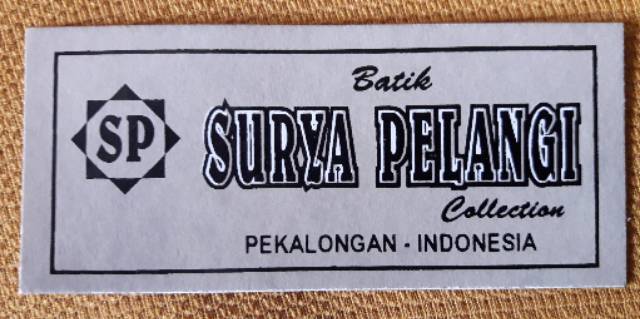 SP
Batik
SURYA PELANGI
Collection
PEKALONGAN - INDONESIA